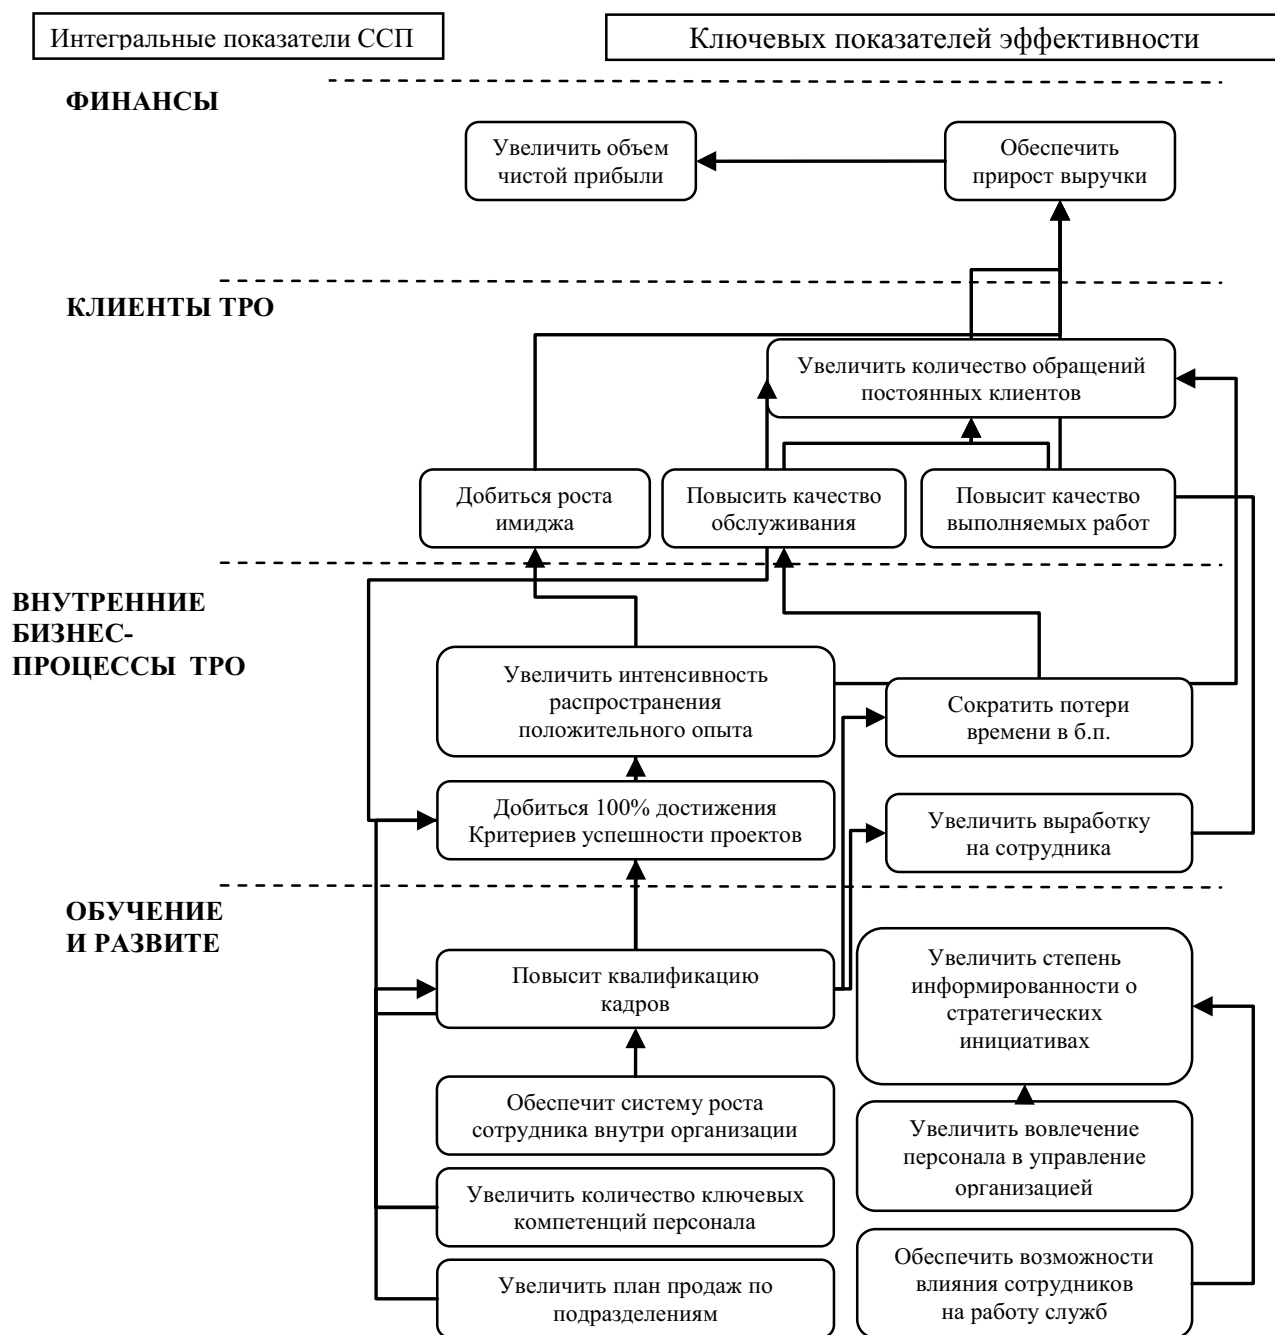 Интегральные показатели ССП
Ключевых показателей эффективности
ФИНАНСЫ
Увеличить объем
чистой прибыли
Обеспечить
прирост выручки
КЛИЕНТЫ ТРО
Увеличить количество обращений
постоянных клиентов
Добиться роста
имиджа
Повысить качество
обслуживания
Повысит качество
выполняемых работ
ВНУТРЕННИЕ
БИЗНЕС-
ПРОЦЕССЫ ТРО
Увеличить интенсивность
распространения
положительного опыта
Сократить потери
времени в б.п.
Добиться 100% достижения
Критериев успешности проектов
Увеличить выработку
на сотрудника
ОБУЧЕНИЕ
И РАЗВИТЕ
Повысит квалификацию
кадров
Увеличить степень
информированности о
стратегических
инициативах
Обеспечит систему роста
сотрудника внутри организации
Увеличить вовлечение
персонала в управление
организацией
Увеличить количество ключевых
компетенций персонала
Обеспечить возможности
влияния сотрудников
на работу служб
Увеличить план продаж по
подразделениям